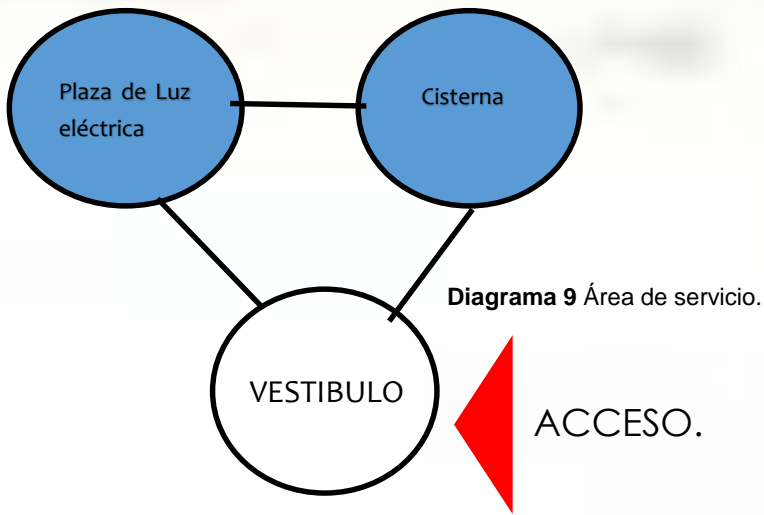 Plaza de Luz
eléctrica
Cisterna
Diagrama 9 Área de servicio.
VESTIBULO
ACCESO.